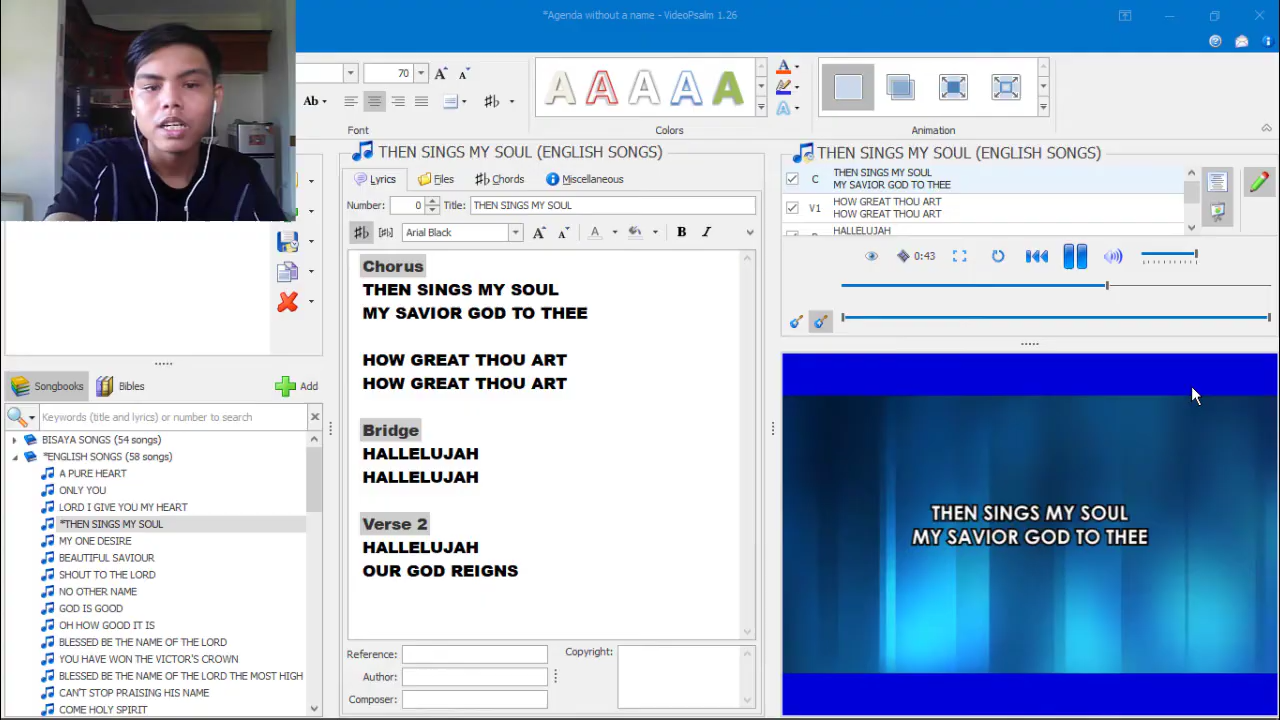 *Agenda without a name - VideoPsalm 1.26
70
A
A
A A A A A
A
A
Ab
Font
Colors
Animation
THEN SINGS MY SOUL (ENGLISH SONGS)
Lyrics
Files
Chords
Miscellaneous
Number:
0
Title:
THEN SINGS MY SOUL
Arial Black
A
A
A
B
I
Chorus
THEN SINGS MY SOUL
MY SAVIOR GOD TO THEE
HOW GREAT THOU ART
HOW GREAT THOU ART
Bridge
HALLELUJAH
HALLELUJAH
Verse 2
HALLELUJAH
OUR GOD REIGNS
Reference:
Author:
Composer:
Copyright:
Songbooks
Bibles
Add
Keywords (title and lyrics) or number to search
BISAYA SONGS (54 songs)
*ENGLISH SONGS (58 songs)
A PURE HEART
ONLY YOU
LORD I GIVE YOU MY HEART
*THEN SINGS MY SOUL
MY ONE DESIRE
BEAUTIFUL SAVIOUR
SHOUT TO THE LORD
NO OTHER NAME
GOD IS GOOD
OH HOW GOOD IT IS
BLESSED BE THE NAME OF THE LORD
YOU HAVE WON THE VICTOR'S CROWN
BLESSED BE THE NAME OF THE LORD THE MOST HIGH
CAN'T STOP PRAISING HIS NAME
COME HOLY SPIRIT
THEN SINGS MY SOUL (ENGLISH SONGS)
C
THEN SINGS MY SOUL
MY SAVIOR GOD TO THEE
V1
HOW GREAT THOU ART
HOW GREAT THOU ART
HALLELUJAH
0:43
THEN SINGS MY SOUL
MY SAVIOR GOD TO THEE